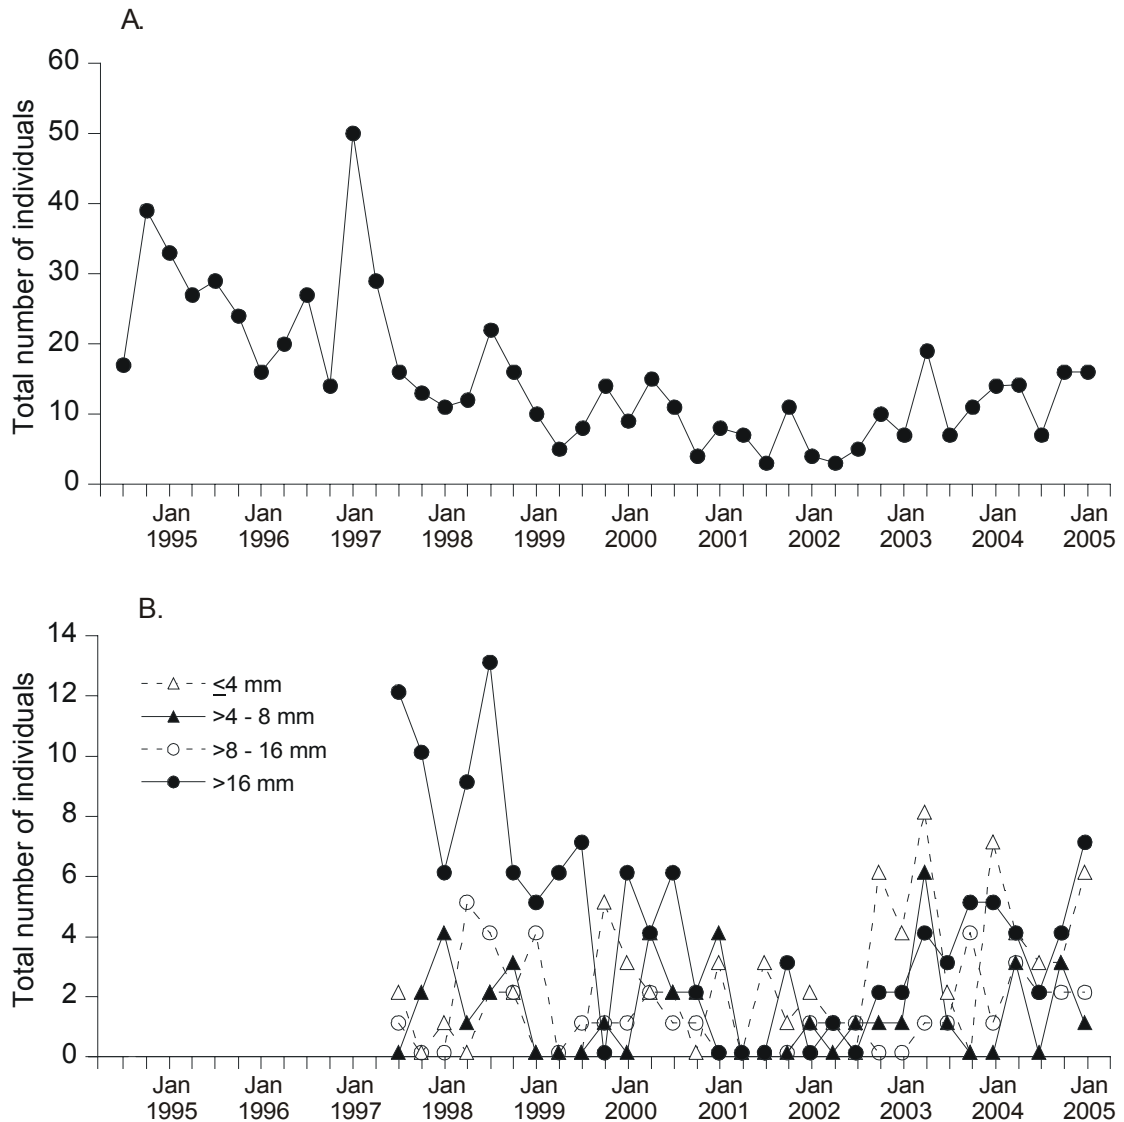 A.
Total number of individuals
60
50
40
30
20
10
0
Jan Jan Jan Jan Jan Jan Jan Jan Jan Jan Jan
1995 1996 1997 1998 1999 2000 2001 2002 2003 2004 2005
B.
Total number of individuals
14
12
10
8
6
4
2
0
≤4 mm
>4 - 8 mm
>8 - 16 mm
>16 mm
Jan Jan Jan Jan Jan Jan Jan Jan Jan Jan Jan
1995 1996 1997 1998 1999 2000 2001 2002 2003 2004 2005